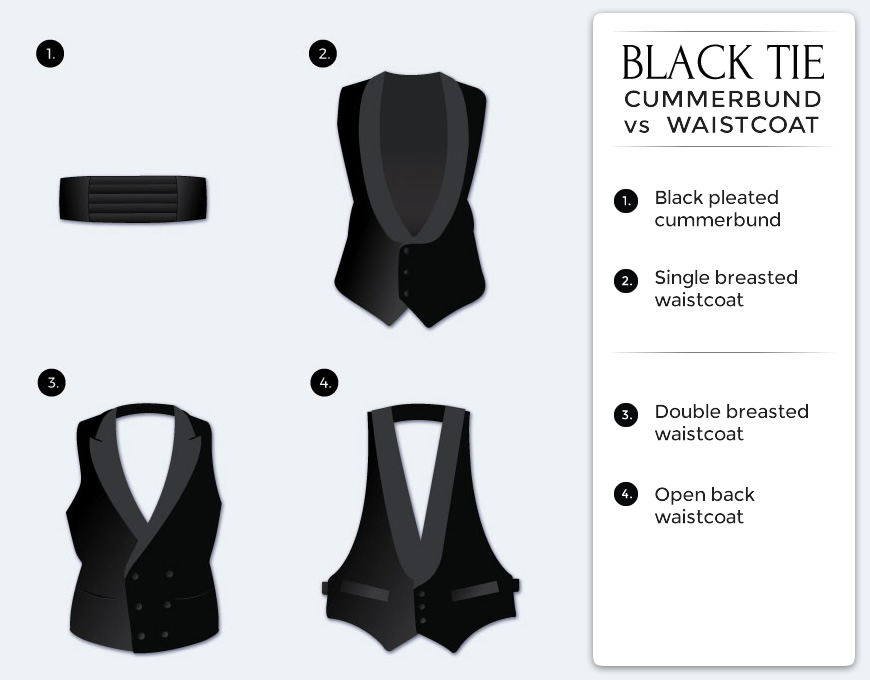 1.
2.
3.
4.
BLACK TIE
CUMMERBUND
vs WAISTCOAT
1. Black pleated
cummerbund
2. Single breasted
waistcoat
3. Double breasted
waistcoat
4. Open back
waistcoat